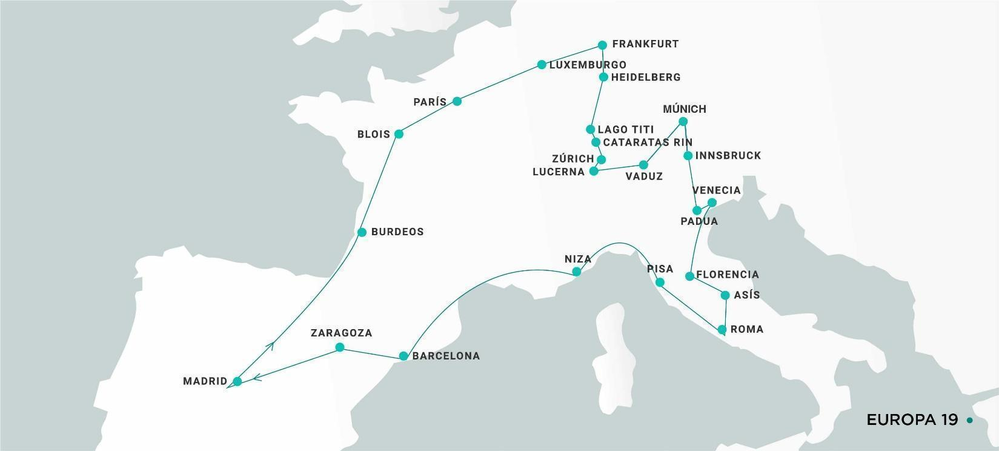 FRANKFURT
LUXEMBURGO
HEIDELBERG
PARÍS
MÚNICH
LAGO TITI
BLOIS
CATARATAS RIN
INNSBRUCK
ZÚRICH
LUCERNA
VADUZ
VENECIA
PADUA
BURDEOS
NIZA
PISA
FLORENCIA
ASÍS
ROMA
ZARAGOZA
BARCELONA
MADRID
EUROPA 19